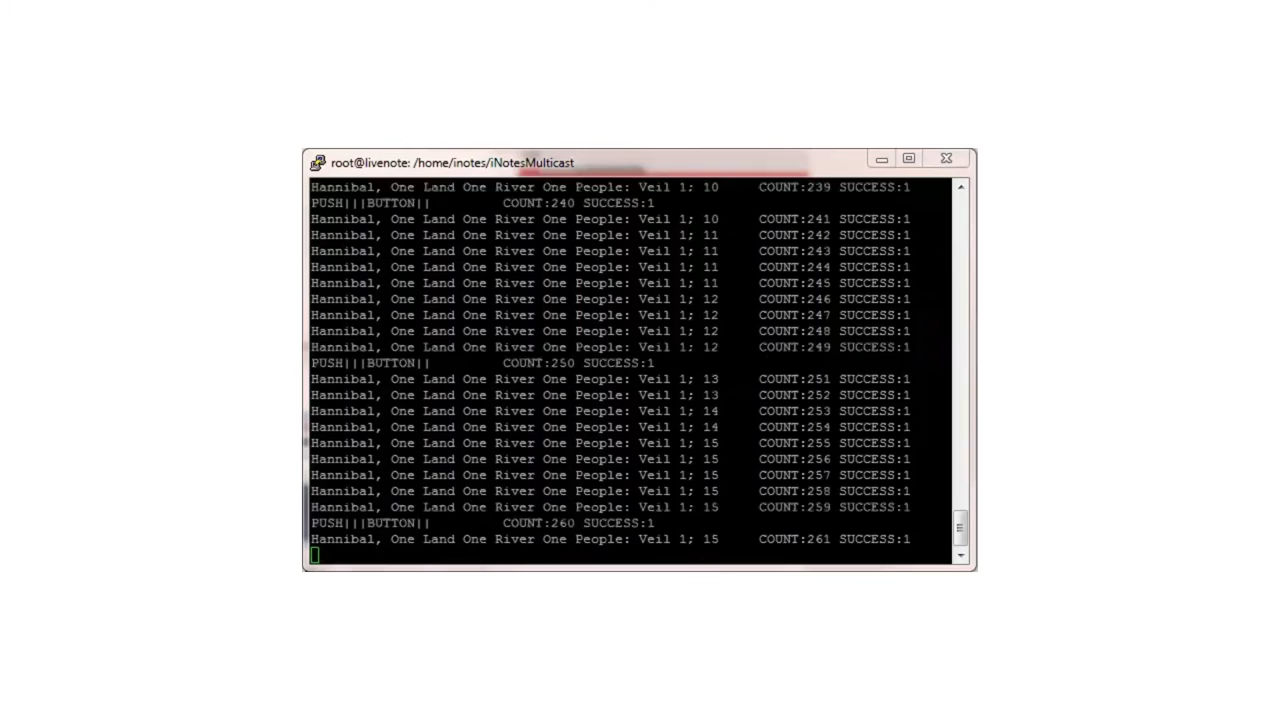 root@livenote: /home/inotes/iNotesMulticast
Hannibal, One Land One River One People: Veil 1; 10 COUNT:239 SUCCESS:1
PUSH|||BUTTON|| COUNT:240 SUCCESS:1
Hannibal, One Land One River One People: Veil 1; 10 COUNT:241 SUCCESS:1
Hannibal, One Land One River One People: Veil 1; 11 COUNT:242 SUCCESS:1
Hannibal, One Land One River One People: Veil 1; 11 COUNT:243 SUCCESS:1
Hannibal, One Land One River One People: Veil 1; 11 COUNT:244 SUCCESS:1
Hannibal, One Land One River One People: Veil 1; 11 COUNT:245 SUCCESS:1
Hannibal, One Land One River One People: Veil 1; 12 COUNT:246 SUCCESS:1
Hannibal, One Land One River One People: Veil 1; 12 COUNT:247 SUCCESS:1
Hannibal, One Land One River One People: Veil 1; 12 COUNT:248 SUCCESS:1
Hannibal, One Land One River One People: Veil 1; 12 COUNT:249 SUCCESS:1
PUSH|||BUTTON|| COUNT:250 SUCCESS:1
Hannibal, One Land One River One People: Veil 1; 13 COUNT:251 SUCCESS:1
Hannibal, One Land One River One People: Veil 1; 13 COUNT:252 SUCCESS:1
Hannibal, One Land One River One People: Veil 1; 14 COUNT:253 SUCCESS:1
Hannibal, One Land One River One People: Veil 1; 14 COUNT:254 SUCCESS:1
Hannibal, One Land One River One People: Veil 1; 15 COUNT:255 SUCCESS:1
Hannibal, One Land One River One People: Veil 1; 15 COUNT:256 SUCCESS:1
Hannibal, One Land One River One People: Veil 1; 15 COUNT:257 SUCCESS:1
Hannibal, One Land One River One People: Veil 1; 15 COUNT:258 SUCCESS:1
Hannibal, One Land One River One People: Veil 1; 15 COUNT:259 SUCCESS:1
PUSH|||BUTTON|| COUNT:260 SUCCESS:1
Hannibal, One Land One River One People: Veil 1; 15 COUNT:261 SUCCESS:1